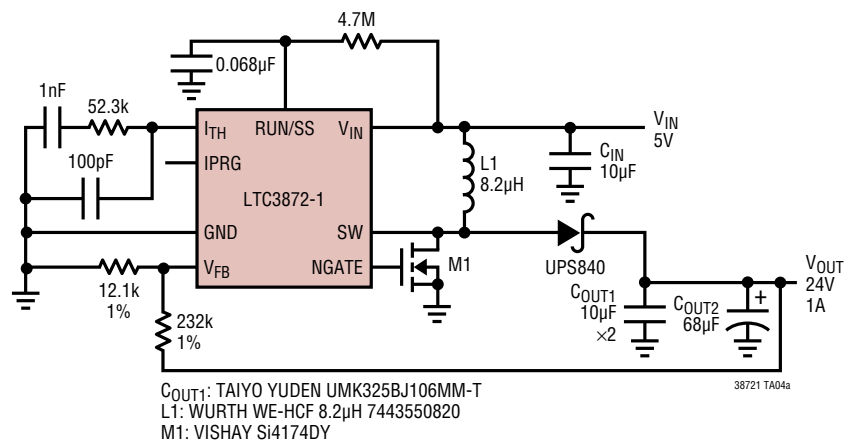 4.7M
0.068µF
1nF
52.3k
100pF
I_TH
RUN/SS
V_IN
IPRG
LTC3872-1
GND
SW
V_FB
NGATE
V_IN
5V
C_IN
10µF
L1
8.2µH
M1
UPS840
V_OUT
24V
1A
C_OUT1
10µF
×2
C_OUT2
68µF
+
12.1k
1%
232k
1%
38721 TA04a
C_OUT1: TAIYO YUDEN UMK325BJ106MM-T
L1: WURTH WE-HCF 8.2µH 7443550820
M1: VISHAY Si4174DY